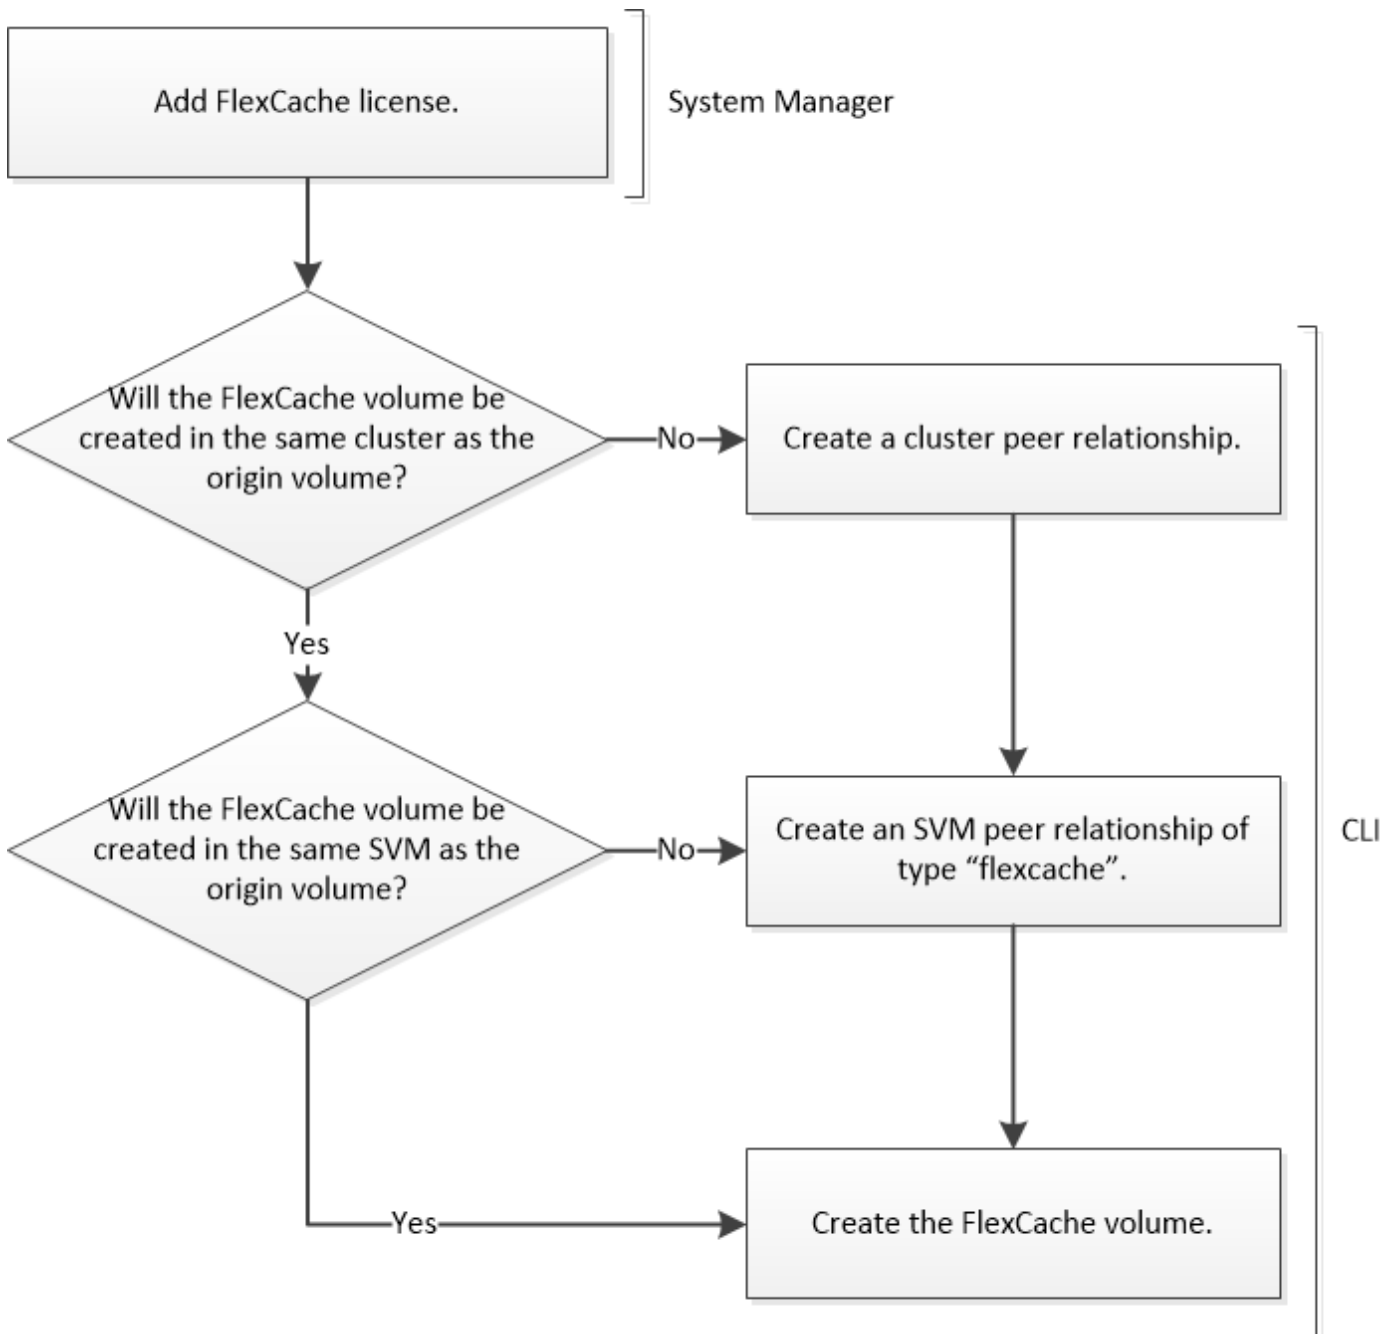 Add FlexCache license.
System Manager
Will the FlexCache volume be
created in the same cluster as the
origin volume?
No
Create a cluster peer relationship.
Yes
Will the FlexCache volume be
created in the same SVM as the
origin volume?
No
Create an SVM peer relationship of
type “flexcache”.
CLI
Yes
Create the FlexCache volume.